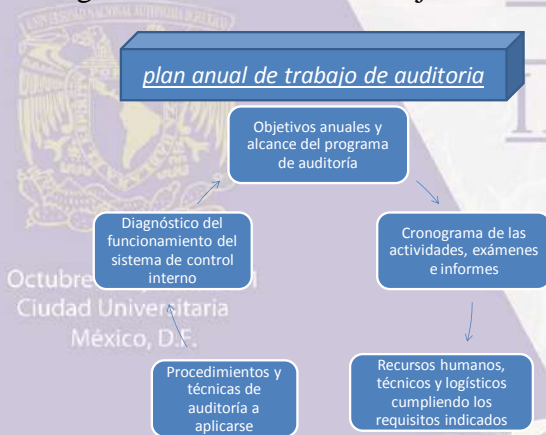 plan anual de trabajo de auditoria
Objetivos anuales y
alcance del programa
de auditoría
Diagnóstico del
funcionamiento del
sistema de control
interno
Cronograma de las
actividades, exámenes
e informes
Octubre
Ciudad Universitaria
México, D.F.
Procedimientos y
técnicas de
auditoría a
aplicarse
Recursos humanos,
técnicos y logísticos
cumpliendo los
requisitos indicados